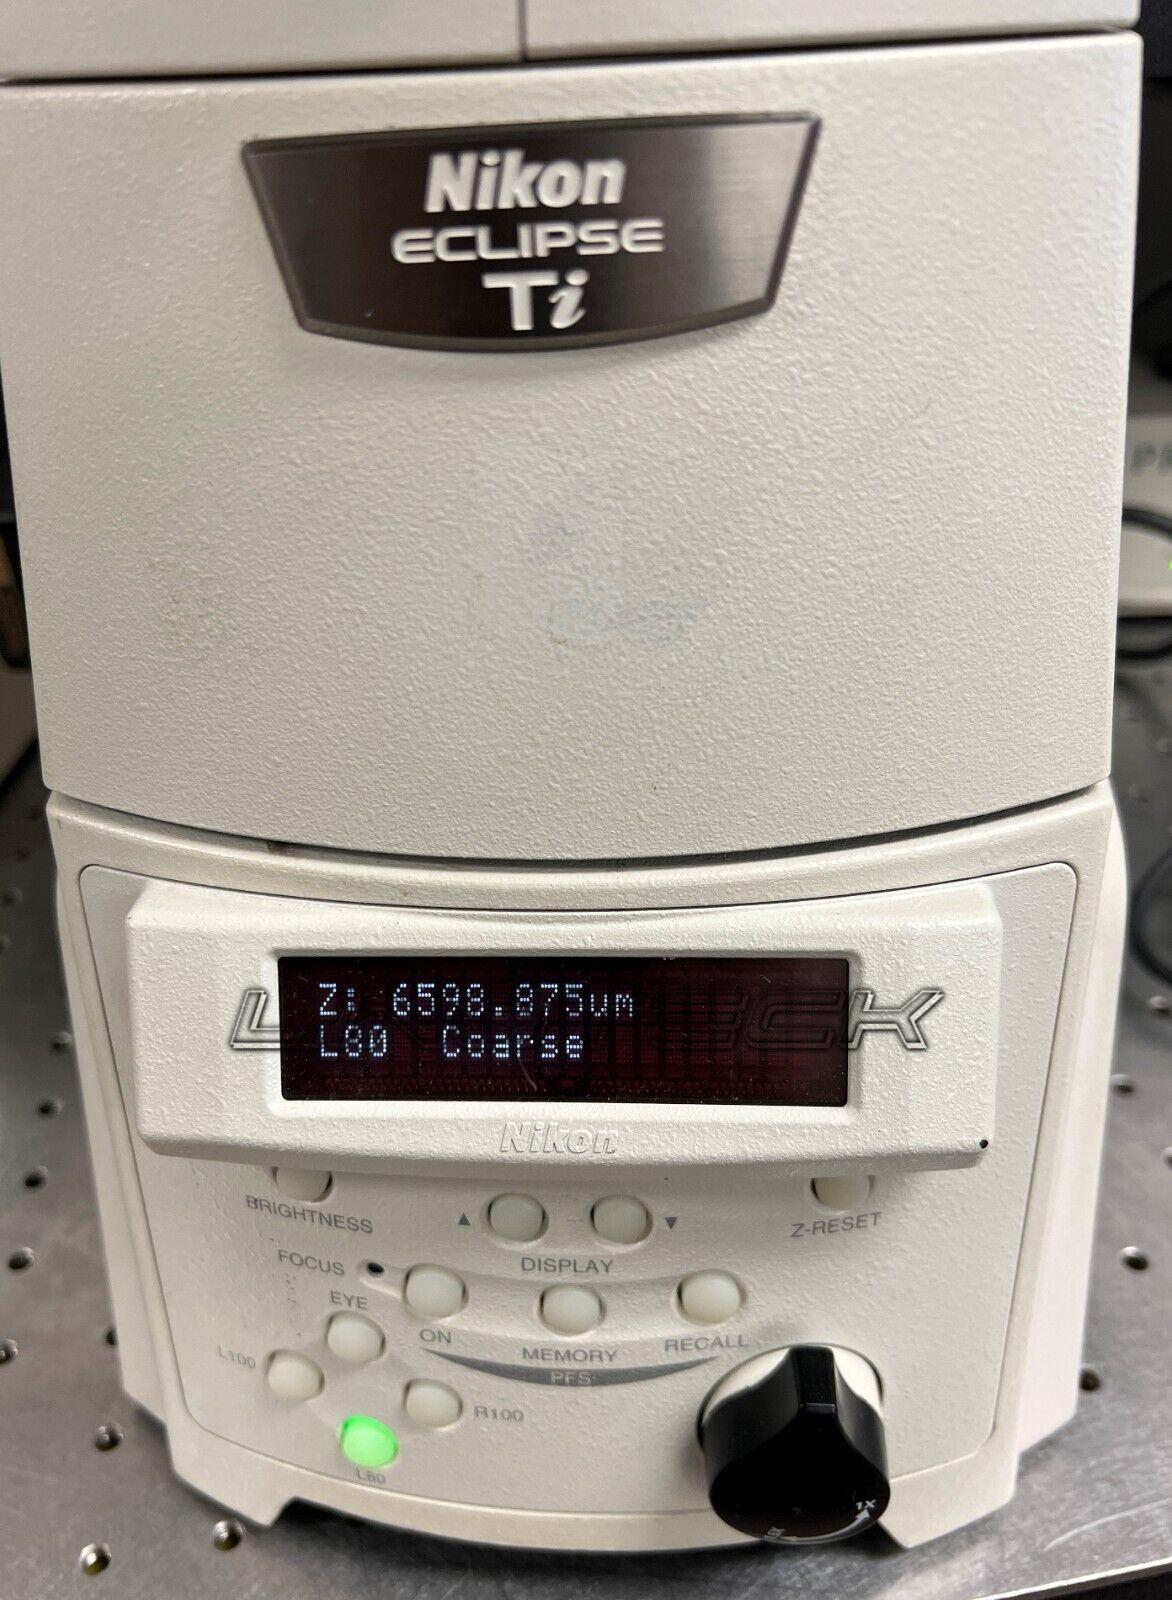 Nikon
ECLIPSE
Ti
Z: 6598.875um
L80  Coarse
Nikon
BRIGHTNESS
▲ ▼
DISPLAY
Z-RESET
FOCUS
EYE
ON
MEMORY
RECALL
PFS
L100
R100
L80
1X